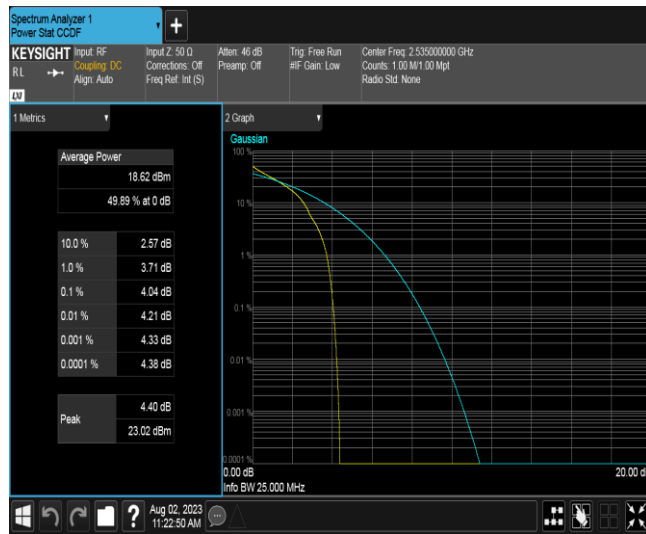 Spectrum Analyzer 1
Power Stat CCDF
+
KEYSIGHT
RL
LXI
Input: RF
Coupling: DC
Align: Auto
Input Z: 50 Ω
Corrections: Off
Freq Ref: Int (S)
Atten: 46 dB
Preamp: Off
Trig: Free Run
#IF Gain: Low
Center Freq: 2.535000000 GHz
Counts: 1.00 M/1.00 Mpt
Radio Std: None
1 Metrics
Average Power
18.62 dBm
49.89 % at 0 dB
10.0 % 2.57 dB
1.0 % 3.71 dB
0.1 % 4.04 dB
0.01 % 4.21 dB
0.001 % 4.33 dB
0.0001 % 4.38 dB
Peak
4.40 dB
23.02 dBm
2 Graph
Gaussian
100 %
10 %
1 %
0.1 %
0.01 %
0.001 %
0.0001 %
0.00 dB
20.00 d
Info BW 25.000 MHz
?
Aug 02, 2023
11:22:50 AM